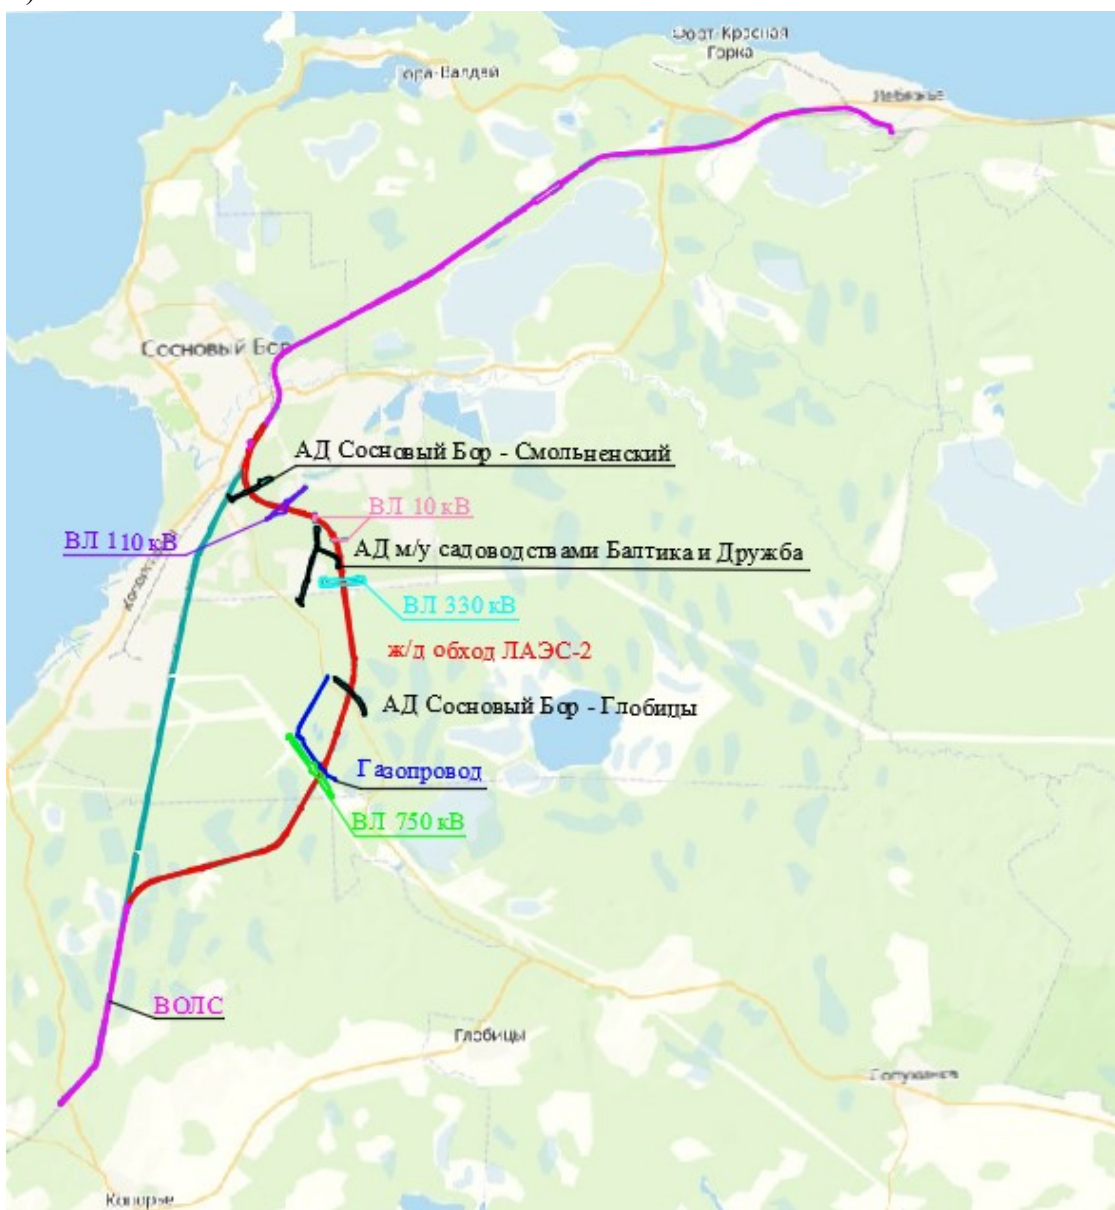 )
Форт-Красная
Горка
Гора-Валдай
Лебяжье
Сосновый Бор
АД Сосновый Бор - Смольненский
ВЛ 10 кВ
ВЛ 110 кВ
АД м/у садоводствами Балтика и Дружба
ВЛ 330 кВ
ж/д обход ЛАЭС-2
АД Сосновый Бор - Глобицы
Газопровод
ВЛ 750 кВ
ВОЛС
Глобицы
Лопухинка
Копорье